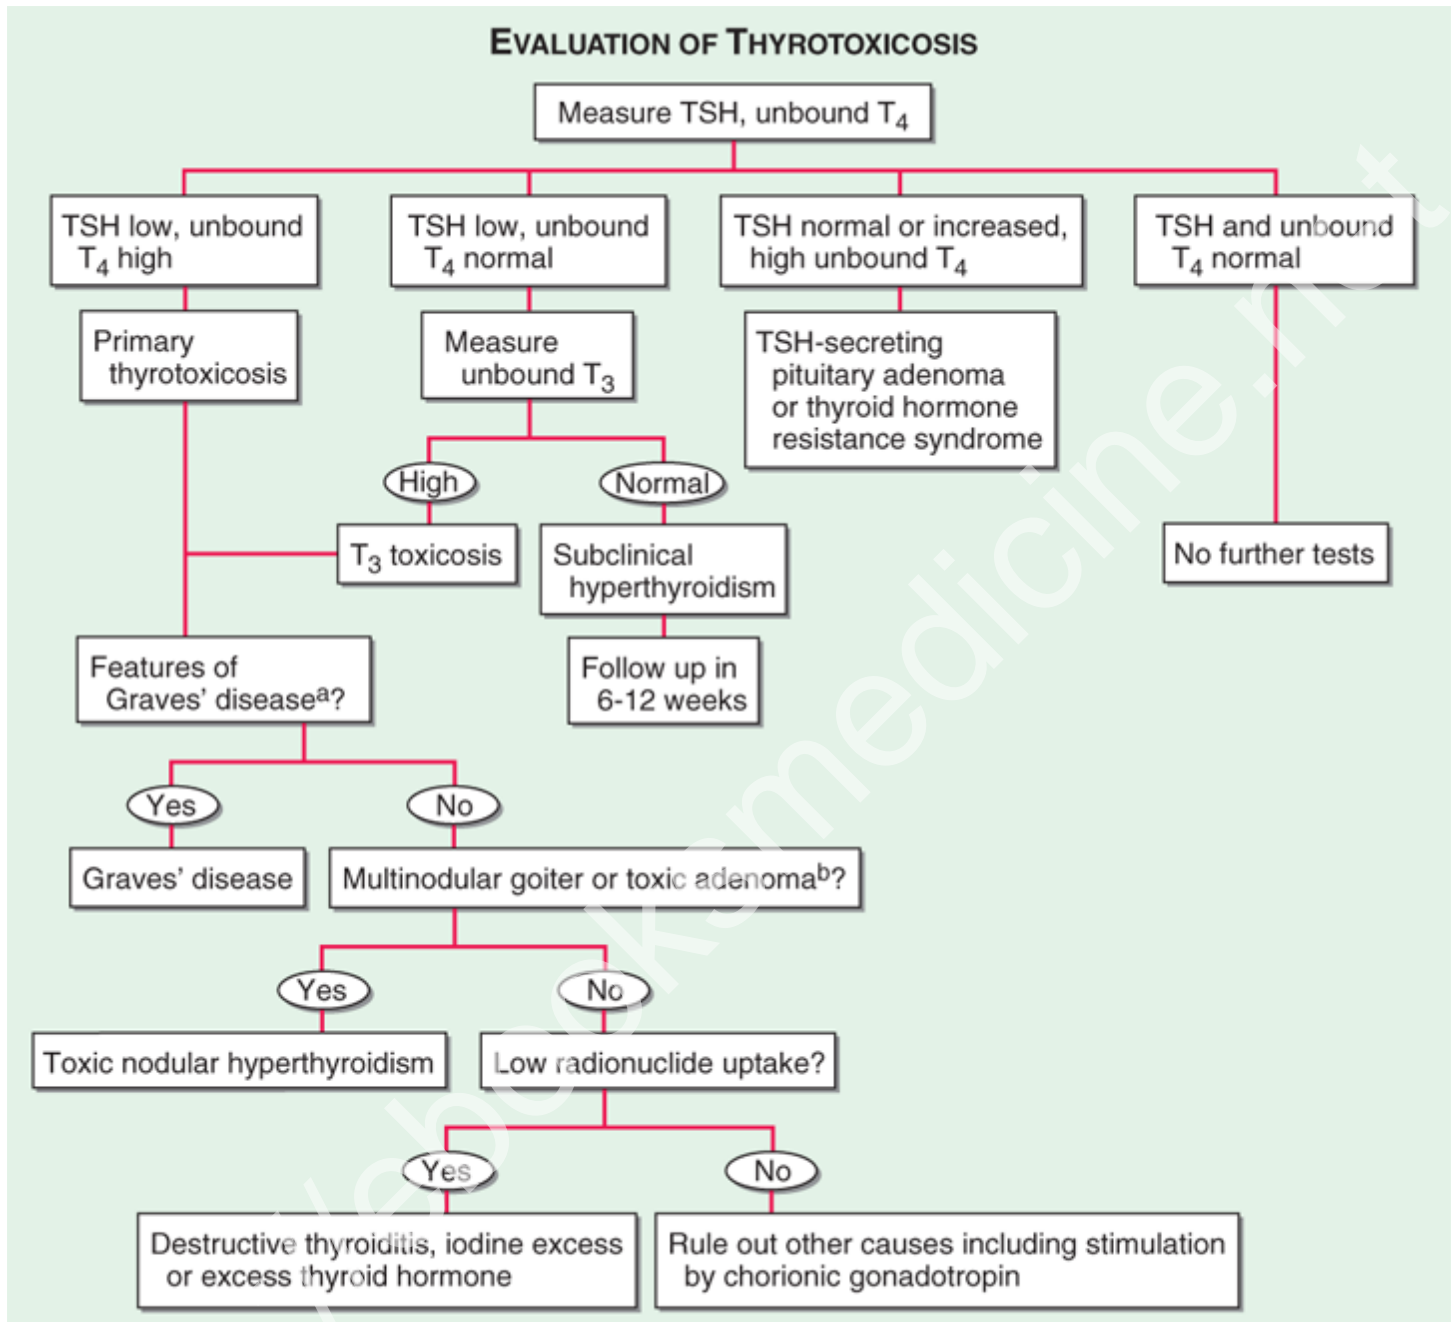 EVALUATION OF THYROTOXICOSIS
Measure TSH, unbound T4
TSH low, unbound
T4 high
TSH low, unbound
T4 normal
TSH normal or increased,
high unbound T4
TSH and unbound
T4 normal
Primary
thyrotoxicosis
Measure
unbound T3
TSH-secreting
pituitary adenoma
or thyroid hormone
resistance syndrome
High
Normal
T3 toxicosis
Subclinical
hyperthyroidism
No further tests
Features of
Graves' diseasea?
Follow up in
6-12 weeks
Yes
No
Graves' disease
Multinodular goiter or toxic adenomab?
Yes
No
Toxic nodular hyperthyroidism
Low radionuclide uptake?
Yes
No
Destructive thyroiditis, iodine excess
or excess thyroid hormone
Rule out other causes including stimulation
by chorionic gonadotropin
//ebooksmedicine.net